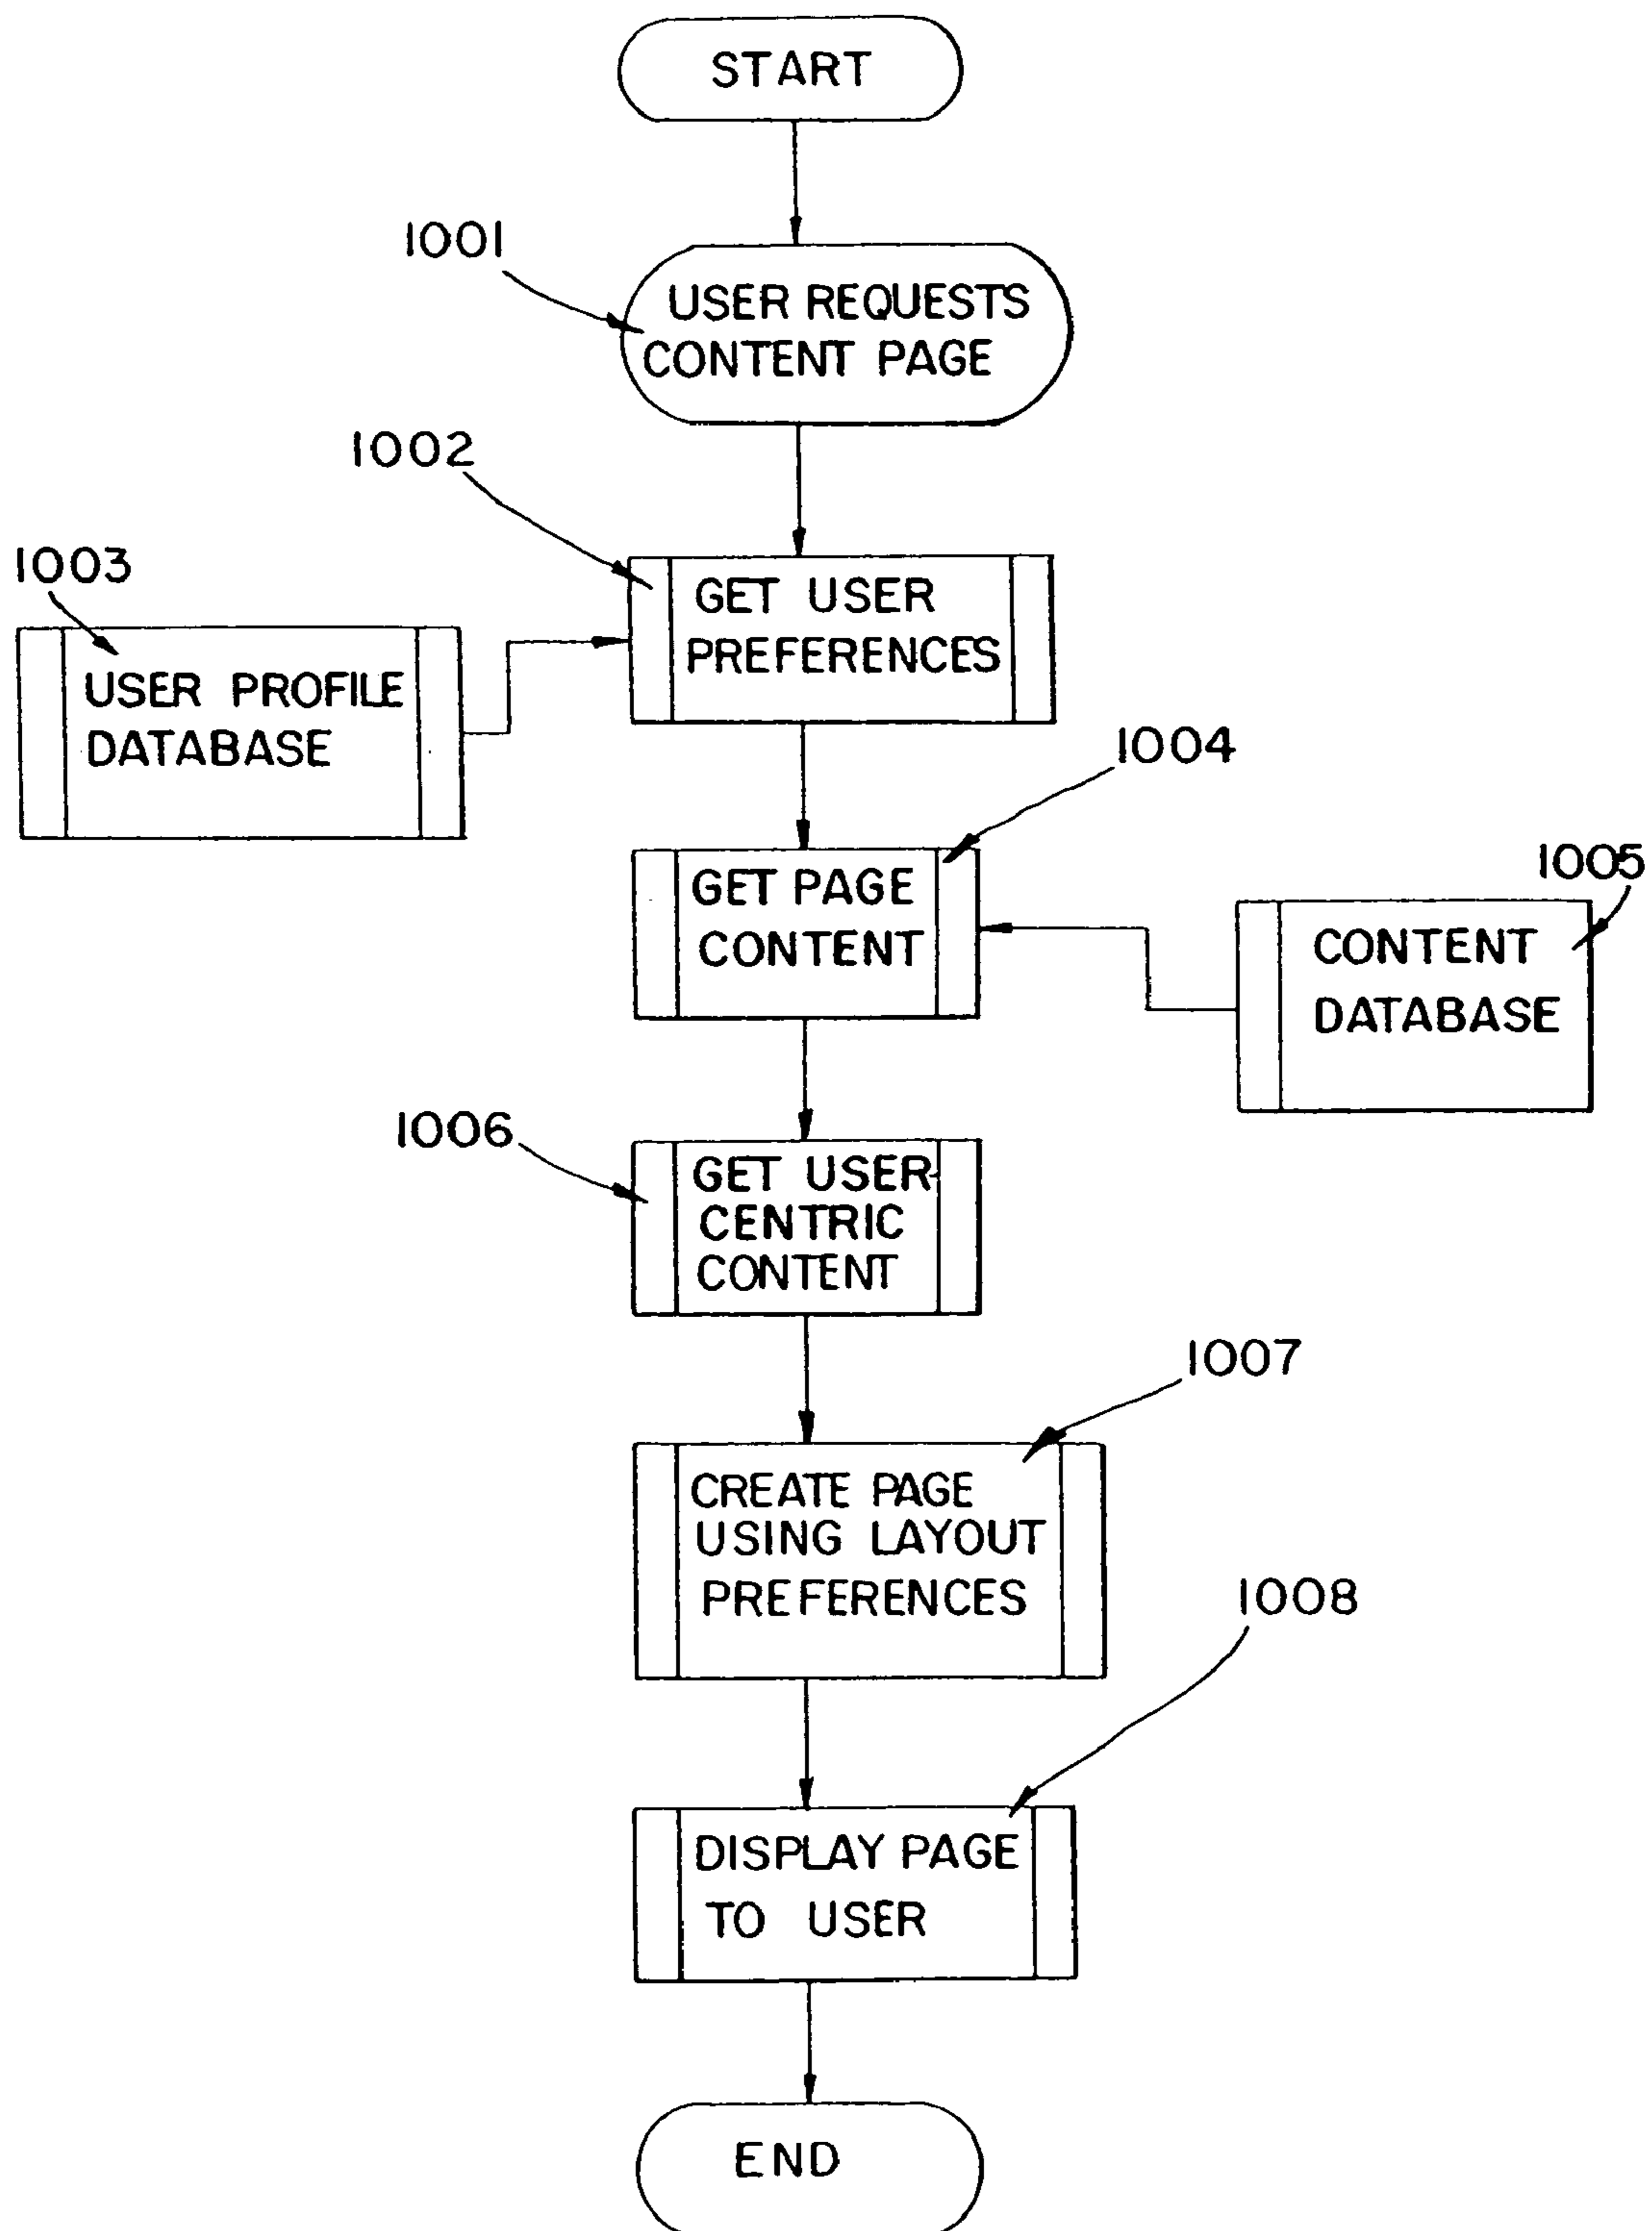 START
1001
USER REQUESTS
CONTENT PAGE
1002
GET USER
PREFERENCES
1003
USER PROFILE
DATABASE
1004
GET PAGE
CONTENT
1005
CONTENT
DATABASE
1006
GET USER
CENTRIC
CONTENT
1007
CREATE PAGE
USING LAYOUT
PREFERENCES
1008
DISPLAY PAGE
TO USER
END